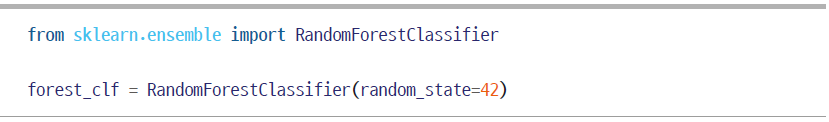 from sklearn.ensemble import RandomForestClassifier
forest_clf = RandomForestClassifier(random_state=42)